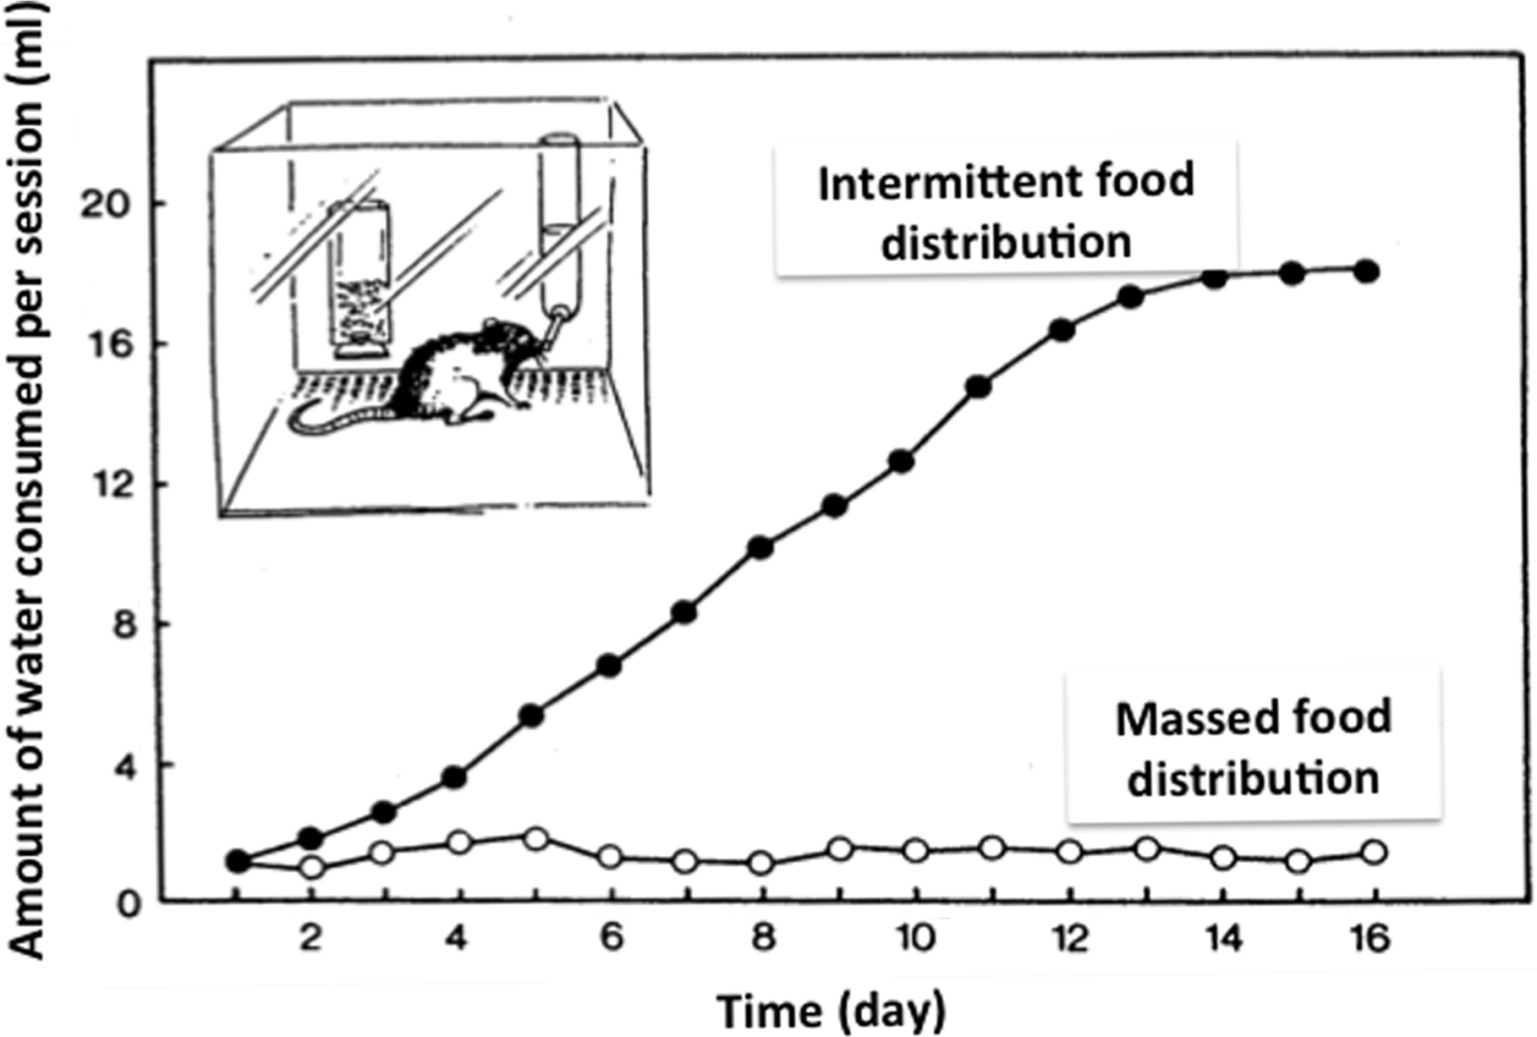 Amount of water consumed per session (ml)
20
16
12
8
4
0
Intermittent food
distribution
Massed food
distribution
2 4 6 8 10 12 14 16
Time (day)